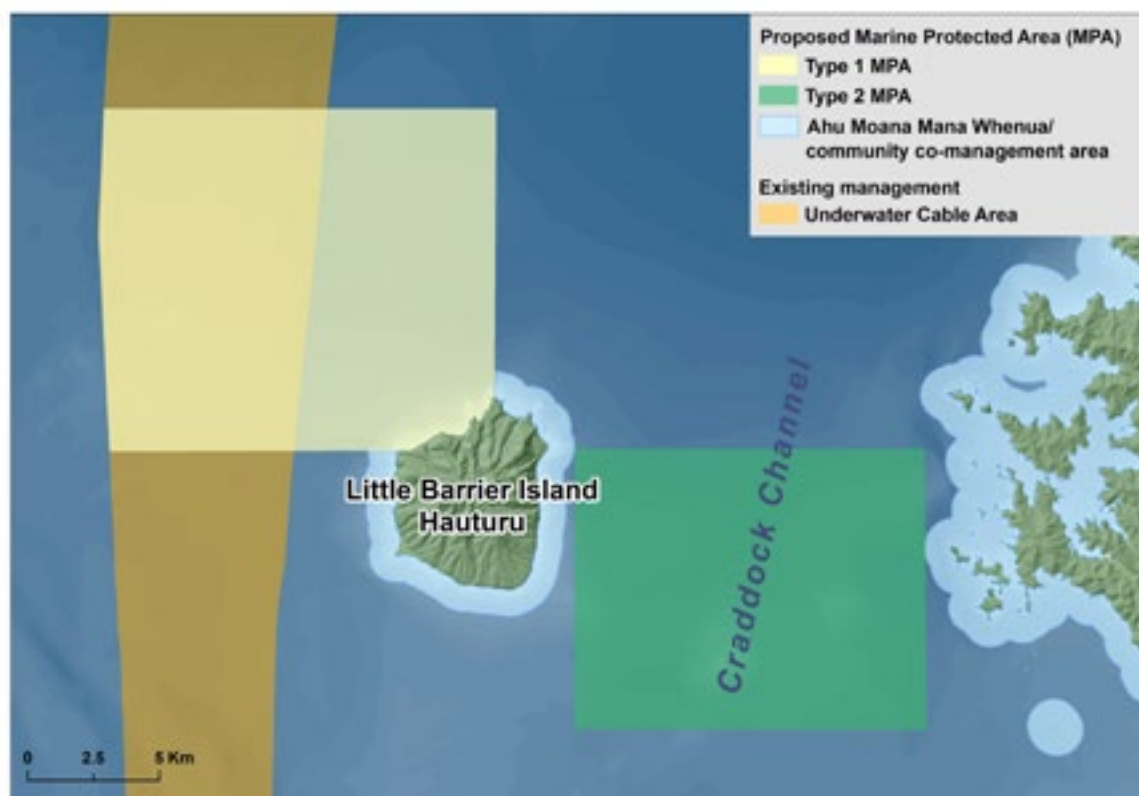 Proposed Marine Protected Area (MPA)
Type 1 MPA
Type 2 MPA
Ahu Moana Mana Whenua/
community co-management area
Existing management
Underwater Cable Area
Little Barrier Island
Hauturu
Craddock Channel
0 2.5 5 Km